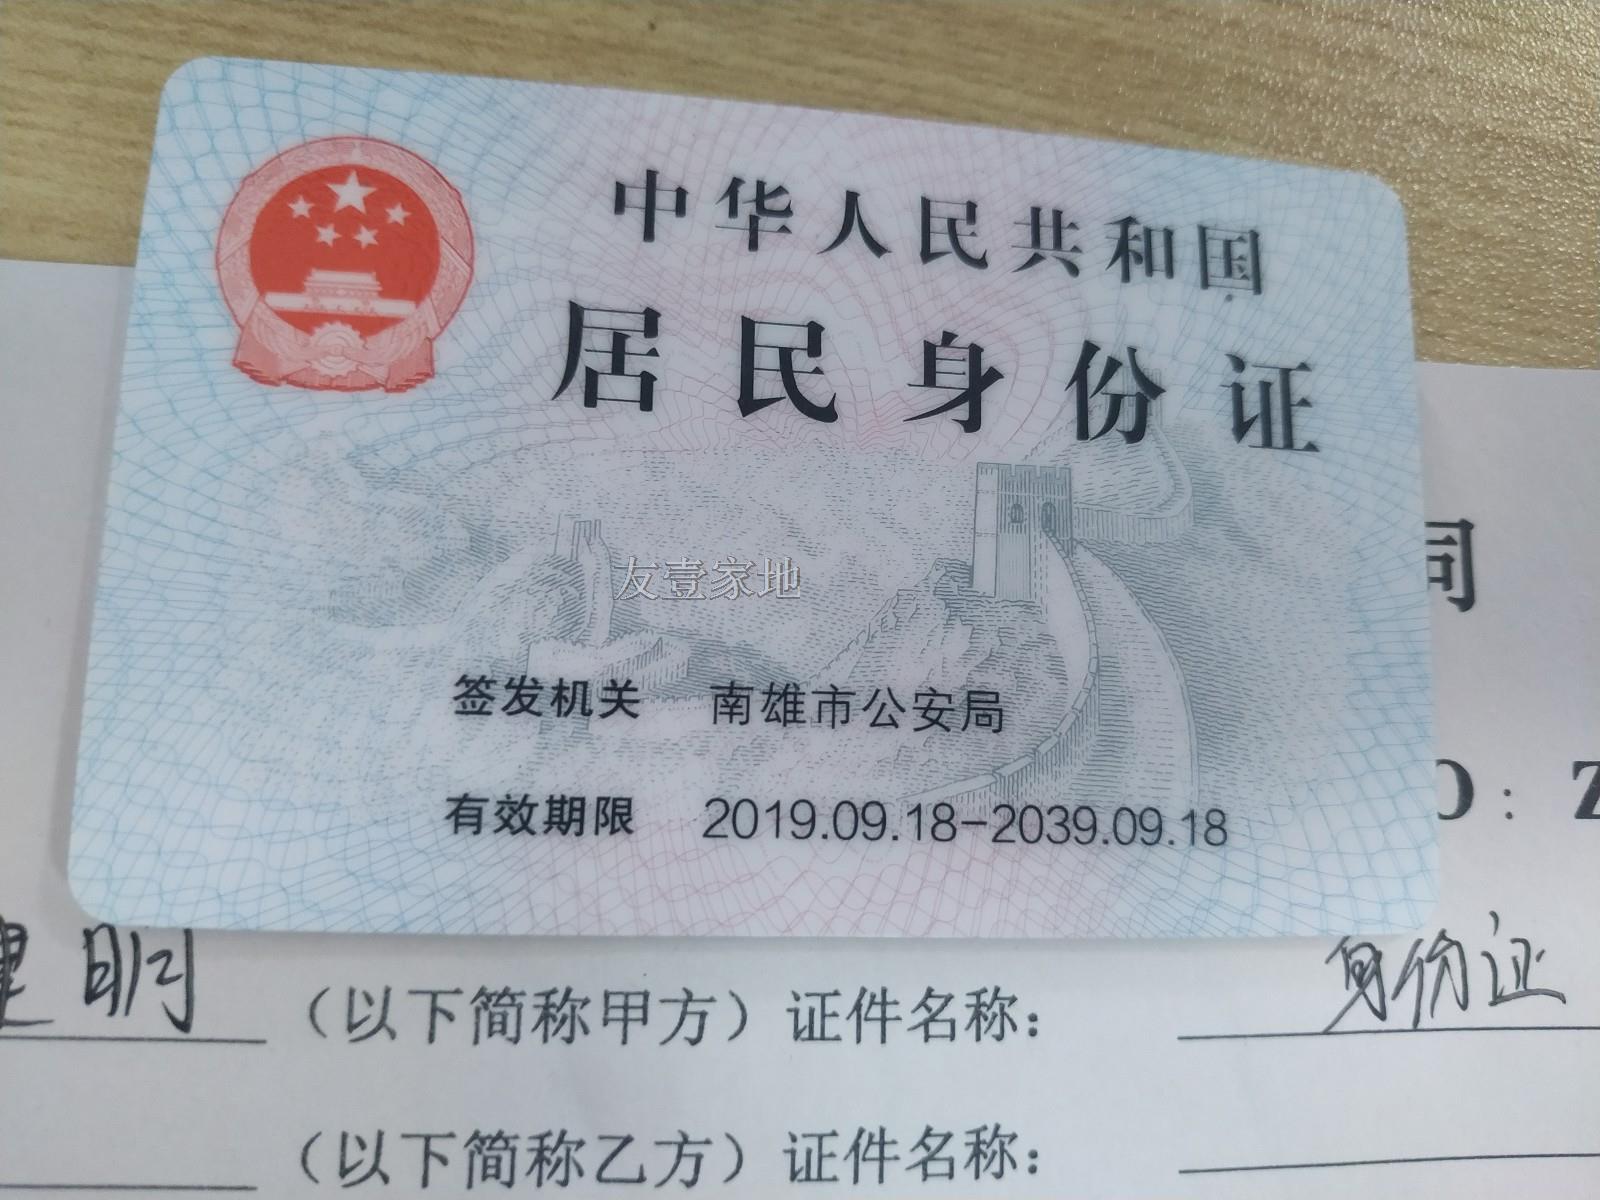 中华人民共和国
居民身份证
友壹家地
签发机关 南雄市公安局
有效期限 2019.09.18-2039.09.18
同
O: Z
明 （以下简称甲方）证件名称： 身份证
（以下简称乙方）证件名称：